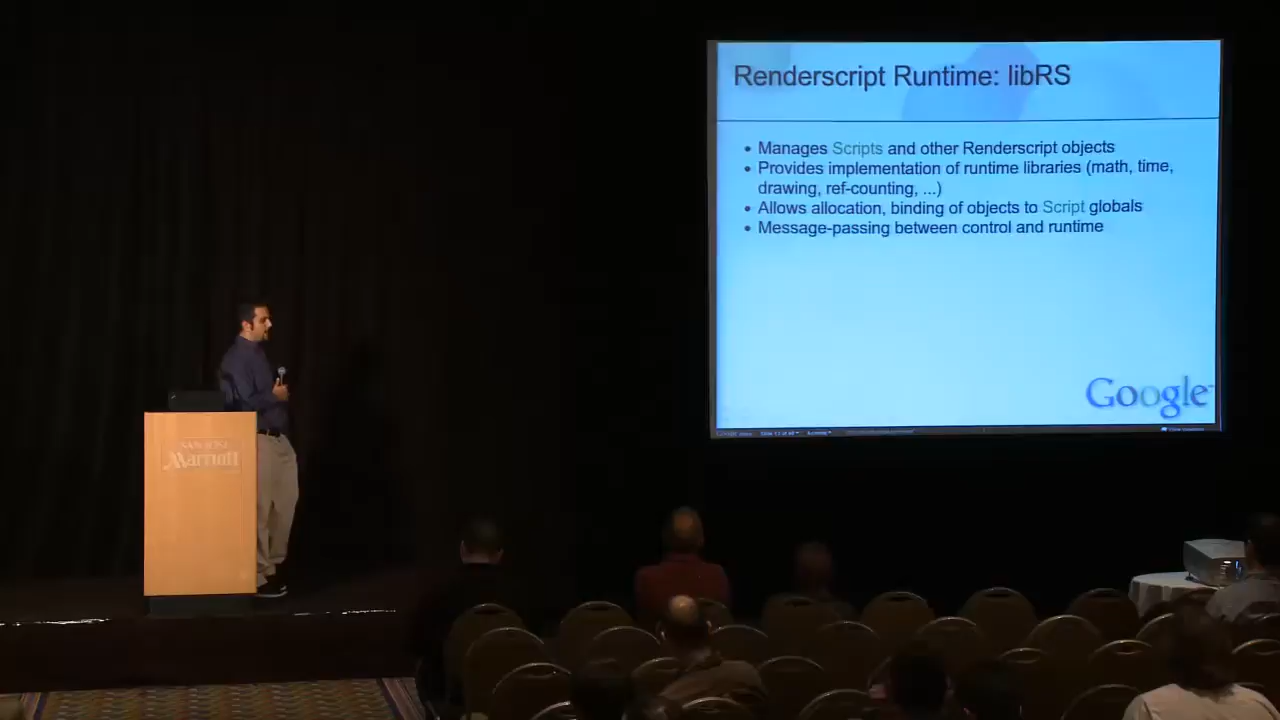 Renderscript Runtime: libRS
• Manages Scripts and other Renderscript objects
• Provides implementation of runtime libraries (math, time,
drawing, ref-counting, ...)
• Allows allocation, binding of objects to Script globals
• Message-passing between control and runtime
Google
SAN JOSE
Marriott